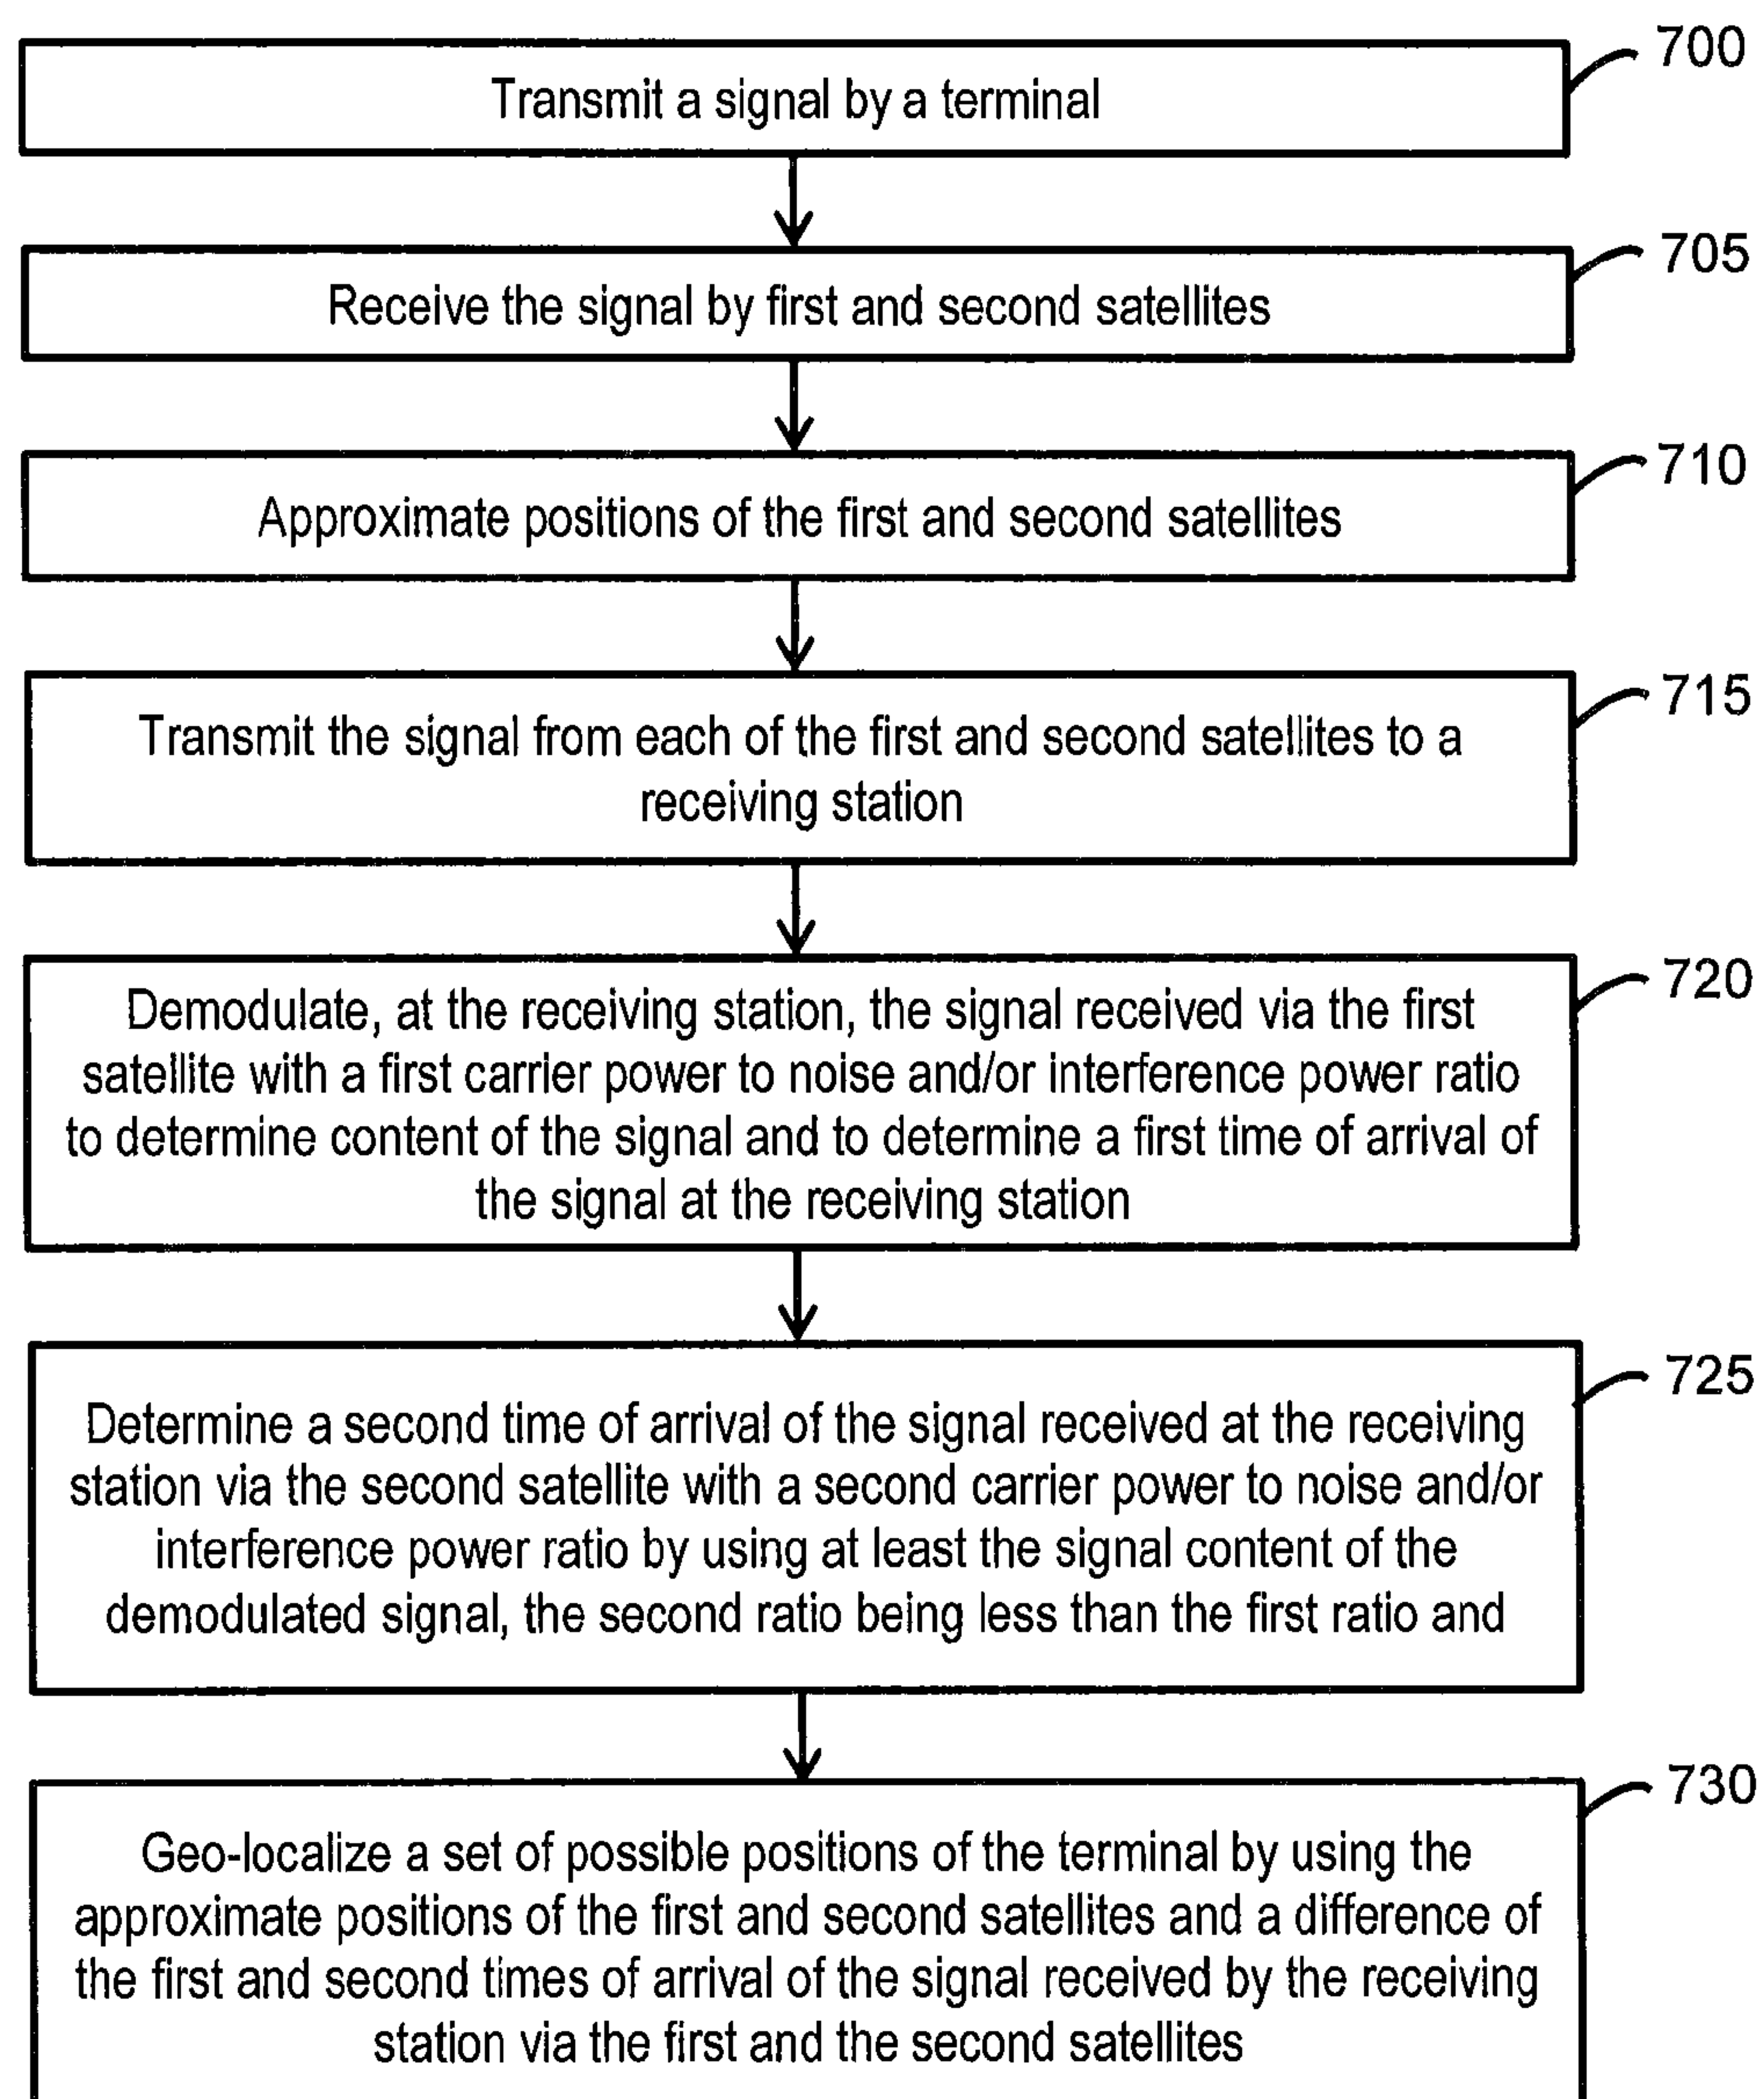 700
Transmit a signal by a terminal
705
Receive the signal by first and second satellites
710
Approximate positions of the first and second satellites
715
Transmit the signal from each of the first and second satellites to a
receiving station
720
Demodulate, at the receiving station, the signal received via the first
satellite with a first carrier power to noise and/or interference power ratio
to determine content of the signal and to determine a first time of arrival of
the signal at the receiving station
725
Determine a second time of arrival of the signal received at the receiving
station via the second satellite with a second carrier power to noise and/or
interference power ratio by using at least the signal content of the
demodulated signal, the second ratio being less than the first ratio and
730
Geo-localize a set of possible positions of the terminal by using the
approximate positions of the first and second satellites and a difference of
the first and second times of arrival of the signal received by the receiving
station via the first and the second satellites